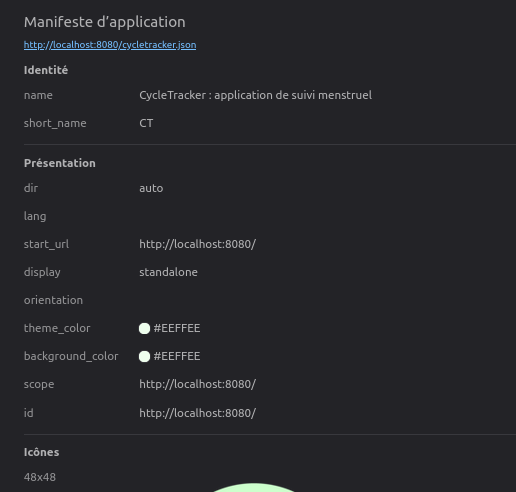 Manifeste d’application
http://localhost:8080/cycletracker.json
Identité
name CycleTracker : application de suivi menstruel
short_name CT
Présentation
dir auto
lang
start_url http://localhost:8080/
display standalone
orientation
theme_color #EEFFEE
background_color #EEFFEE
scope http://localhost:8080/
id http://localhost:8080/
Icônes
48x48